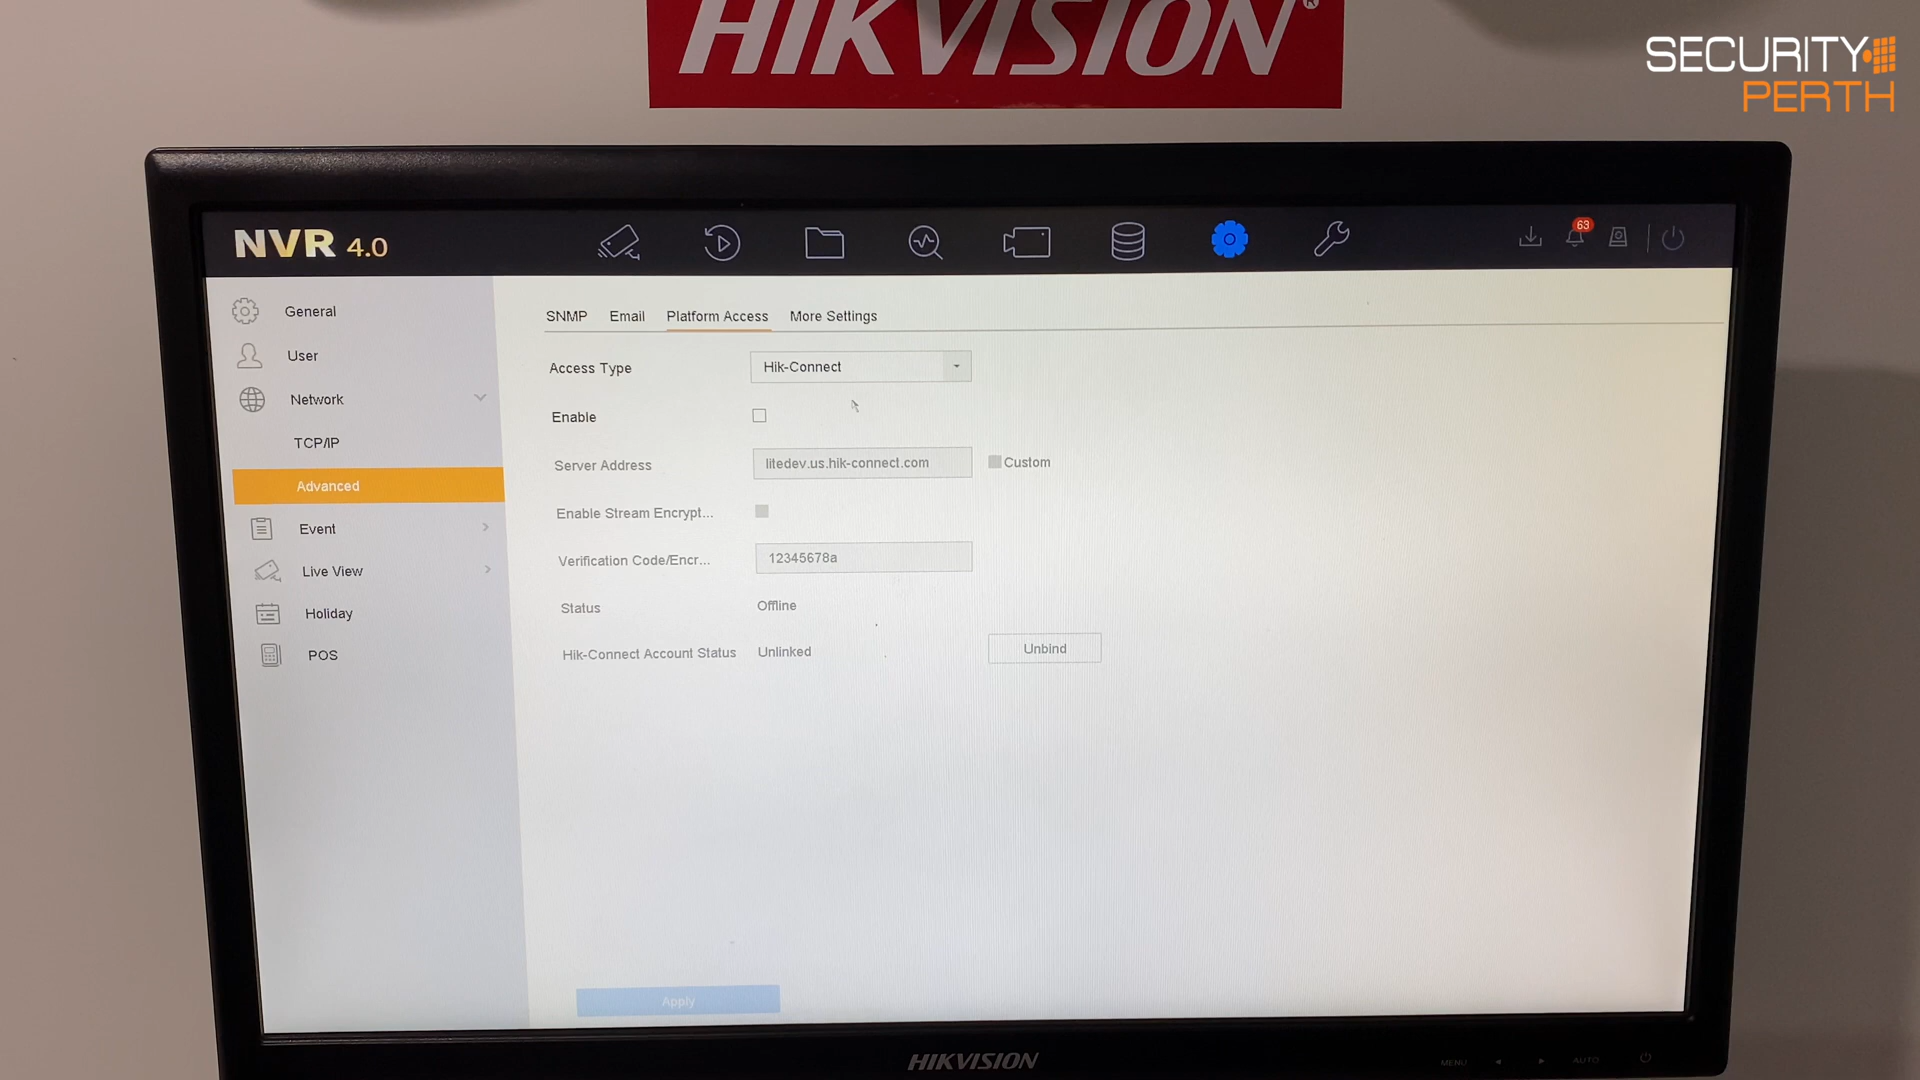 HIKVISION®
SECURITY
PERTH
NVR 4.0
63
General
User
Network
TCP/IP
Advanced
Event
Live View
Holiday
POS
SNMP Email Platform Access More Settings
Access Type Hik-Connect
Enable
Server Address litedev.us.hik-connect.com Custom
Enable Stream Encrypt...
Verification Code/Encr... 12345678a
Status Offline
Hik-Connect Account Status Unlinked Unbind
Apply
HIKVISION
MENU AUTO